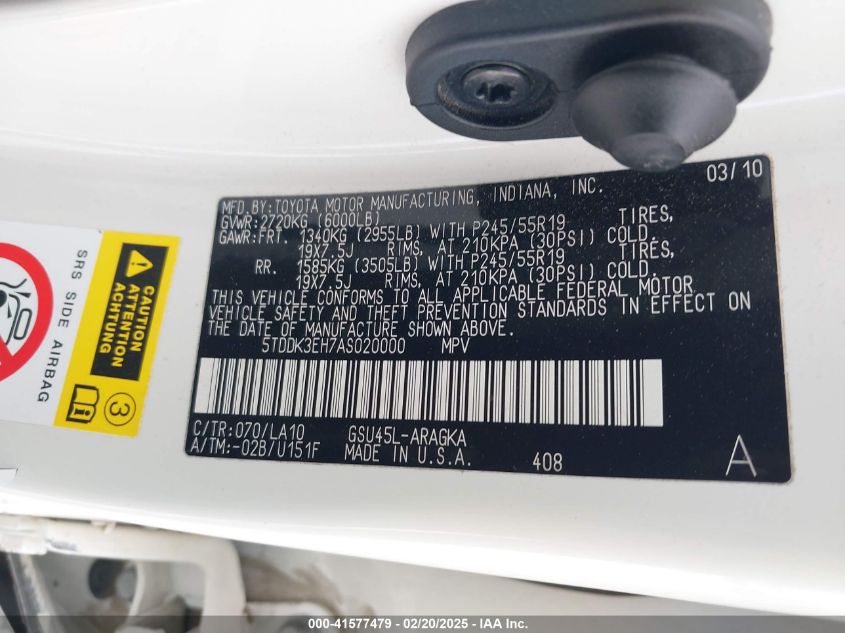 03/10
MFD.BY:TOYOTA MOTOR MANUFACTURING, INDIANA, INC.
GVWR:2720KG (6000LB)
GAWR:FRT. 1340KG (2955LB) WITH P245/55R19 TIRES,
19X7.5J RIMS, AT 210KPA (30PSI) COLD.
RR. 1585KG (3505LB) WITH P245/55R19 TIRES,
19X7.5J RIMS, AT 210KPA (30PSI) COLD.
THIS VEHICLE CONFORMS TO ALL APPLICABLE FEDERAL MOTOR
VEHICLE SAFETY AND THEFT PREVENTION STANDARDS IN EFFECT ON
THE DATE OF MANUFACTURE SHOWN ABOVE.
5TDDK3EH7AS020000 MPV
C/TR:070/LA10 GSU45L-ARAGKA
A/TM:-02B/U151F MADE IN U.S.A. 408 A
SRS SIDE AIRBAG
CAUTION
ATTENTION
ACHTUNG
3
000-41577479 - 02/20/2025 - IAA Inc.